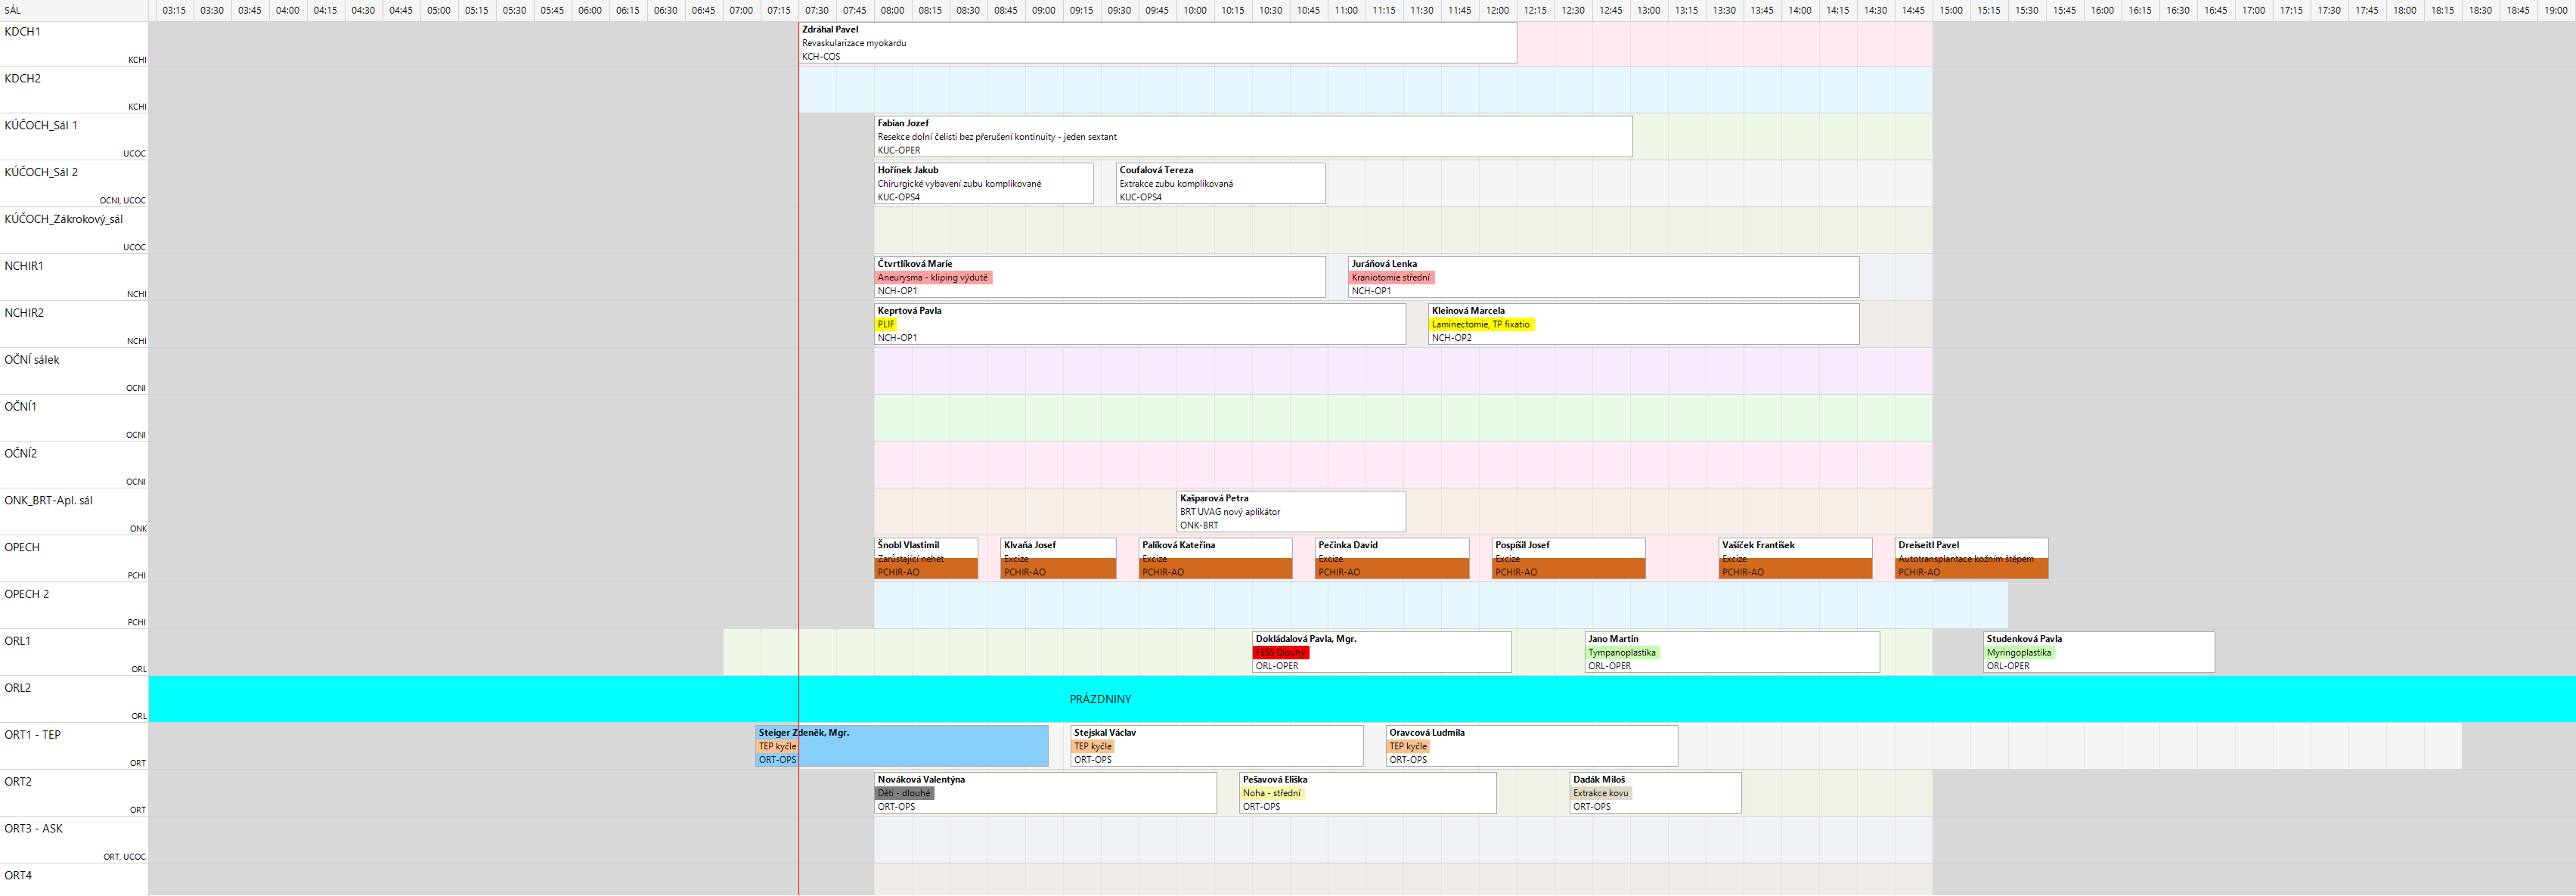 SÁL 03:15 03:30 03:45 04:00 04:15 04:30 04:45 05:00 05:15 05:30 05:45 06:00 06:15 06:30 06:45 07:00 07:15 07:30 07:45 08:00 08:15 08:30 08:45 09:00 09:15 09:30 09:45 10:00 10:15 10:30 10:45 11:00 11:15 11:30 11:45 12:00 12:15 12:30 12:45 13:00 13:15 13:30 13:45 14:00 14:15 14:30 14:45 15:00 15:15 15:30 15:45 16:00 16:15 16:30 16:45 17:00 17:15 17:30 17:45 18:00 18:15 18:30 18:45 19:00
KDCH1
KCHI
Zdráhal Pavel
Revaskularizace myokardu
KCH-COS
KDCH2
KCHI
KÚČOCH_Sál 1
UCOC
Fabian Jozef
Resekce dolní čelisti bez přerušení kontinuity - jeden sextant
KUC-OPER
KÚČOCH_Sál 2
OCNI, UCOC
Hořínek Jakub
Chirurgické vybavení zubu komplikované
KUC-OPS4
Coufalová Tereza
Extrakce zubu komplikovaná
KUC-OPS4
KÚČOCH_Zákrokový_sál
UCOC
NCHIR1
NCHI
Čtvrtlíková Marie
Aneurysma - kliping výdutě
NCH-OP1
Juráňová Lenka
Kraniotomie střední
NCH-OP1
NCHIR2
NCHI
Keprtová Pavla
PLIF
NCH-OP1
Kleinová Marcela
Laminectomie, TP fixatio
NCH-OP2
OČNÍ sálek
OCNI
OČNÍ1
OCNI
OČNÍ2
OCNI
ONK_BRT-Apl. sál
ONK
Kašparová Petra
BRT UVAG nový aplikátor
ONK-BRT
OPECH
PCHI
Šnobl Vlastimil
Zarůstající nehet
PCHIR-AO
Klvaňa Josef
Excize
PCHIR-AO
Palíková Kateřina
Excize
PCHIR-AO
Pečinka David
Excize
PCHIR-AO
Pospíšil Josef
Excize
PCHIR-AO
Vašíček František
Excize
PCHIR-AO
Dreiseitl Pavel
Autotransplantace kožním štěpem
PCHIR-AO
OPECH 2
PCHI
ORL1
ORL
Dokládalová Pavla, Mgr.
FESS Dlouhý
ORL-OPER
Jano Martin
Tympanoplastika
ORL-OPER
Studenková Pavla
Myringoplastika
ORL-OPER
ORL2
ORL
PRÁZDNINY
ORT1 - TEP
ORT
Steiger Zdeněk, Mgr.
TEP kyčle
ORT-OPS
Stejskal Václav
TEP kyčle
ORT-OPS
Oravcová Ludmila
TEP kyčle
ORT-OPS
ORT2
ORT
Nováková Valentýna
Děti - dlouhé
ORT-OPS
Pešavová Eliška
Noha - střední
ORT-OPS
Dadák Miloš
Extrakce kovu
ORT-OPS
ORT3 - ASK
ORT, UCOC
ORT4